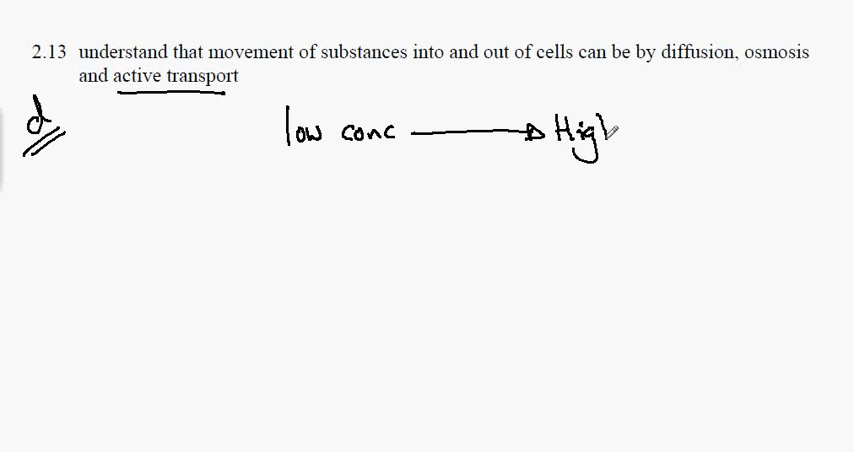 2.13 understand that movement of substances into and out of cells can be by diffusion, osmosis
and active transport
d low conc → High